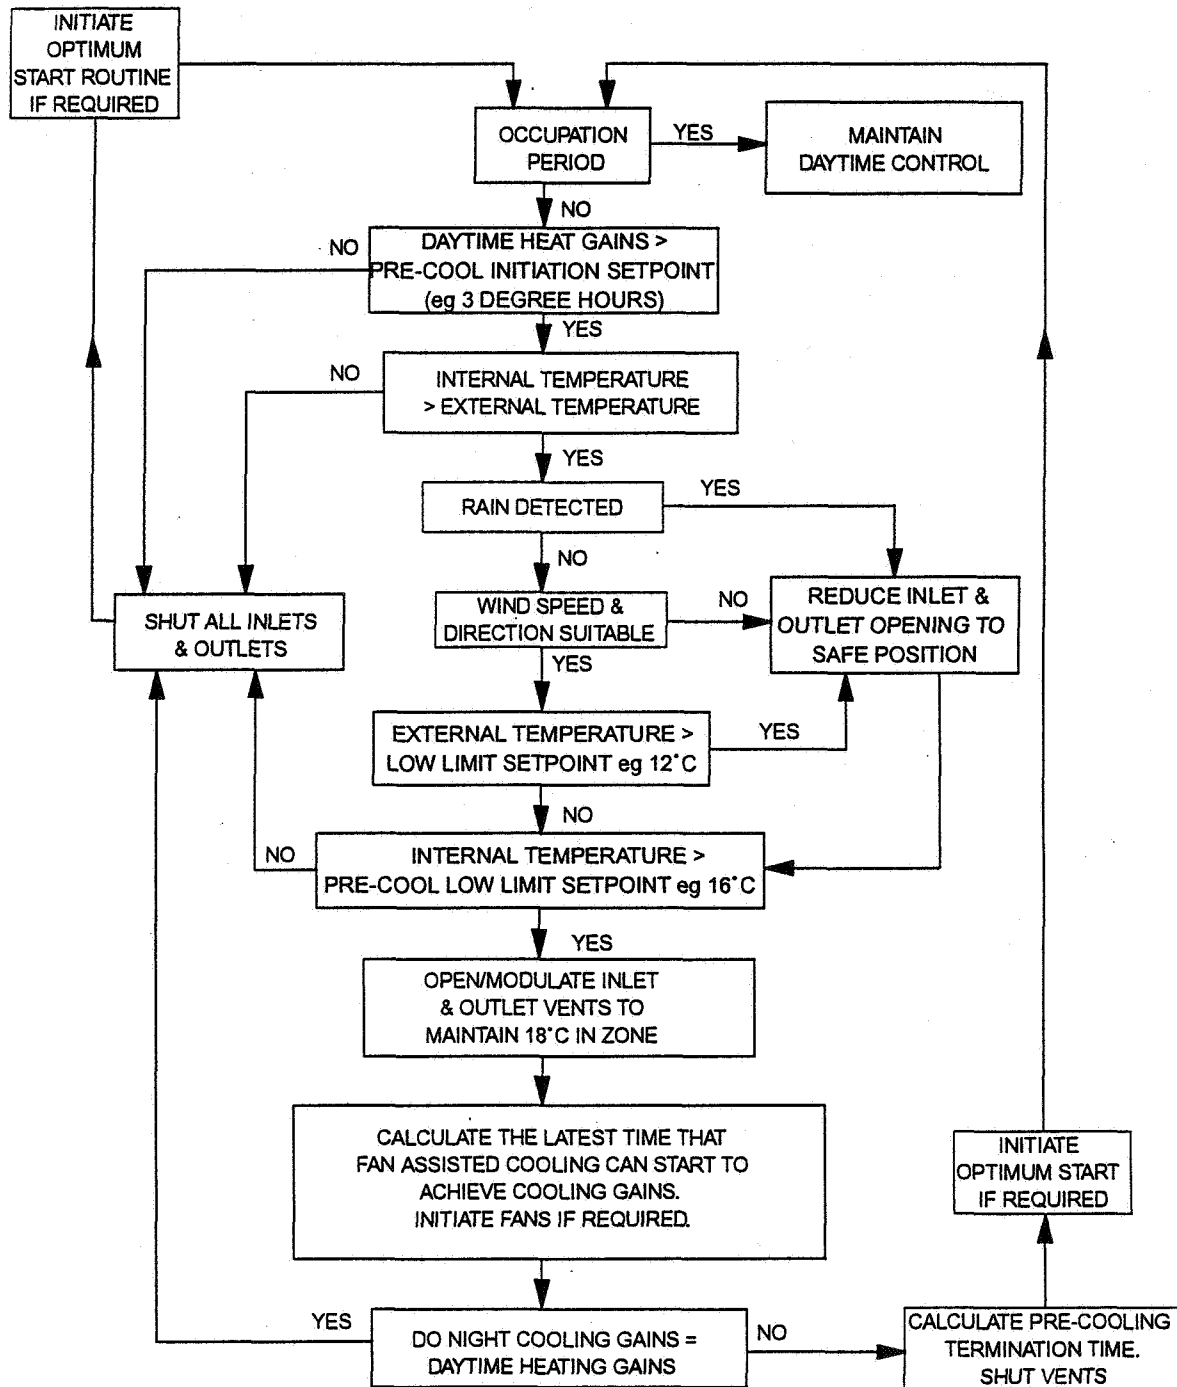 INITIATE
OPTIMUM
START ROUTINE
IF REQUIRED
OCCUPATION
PERIOD
YES
MAINTAIN
DAYTIME CONTROL
NO
NO
DAYTIME HEAT GAINS >
PRE-COOL INITIATION SETPOINT
(eg 3 DEGREE HOURS)
YES
NO
INTERNAL TEMPERATURE
> EXTERNAL TEMPERATURE
YES
RAIN DETECTED
YES
NO
SHUT ALL INLETS
& OUTLETS
WIND SPEED &
DIRECTION SUITABLE
NO
REDUCE INLET &
OUTLET OPENING TO
SAFE POSITION
YES
EXTERNAL TEMPERATURE >
LOW LIMIT SETPOINT eg 12°C
YES
NO
NO
INTERNAL TEMPERATURE >
PRE-COOL LOW LIMIT SETPOINT eg 16°C
YES
OPEN/MODULATE INLET
& OUTLET VENTS TO
MAINTAIN 18°C IN ZONE
CALCULATE THE LATEST TIME THAT
FAN ASSISTED COOLING CAN START TO
ACHIEVE COOLING GAINS.
INITIATE FANS IF REQUIRED.
INITIATE
OPTIMUM START
IF REQUIRED
YES
DO NIGHT COOLING GAINS =
DAYTIME HEATING GAINS
NO
CALCULATE PRE-COOLING
TERMINATION TIME.
SHUT VENTS